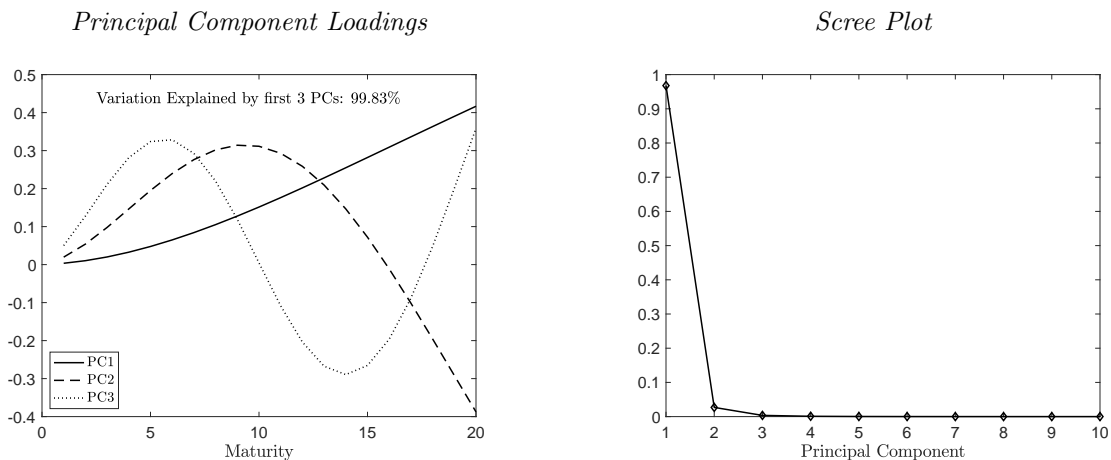 Principal Component Loadings
0.5
0.4
0.3
0.2
0.1
0
-0.1
-0.2
-0.3
-0.4
Variation Explained by first 3 PCs: 99.83%
PC1
PC2
PC3
0 5 10 15 20
Maturity
Scree Plot
1
0.9
0.8
0.7
0.6
0.5
0.4
0.3
0.2
0.1
0
1 2 3 4 5 6 7 8 9 10
Principal Component